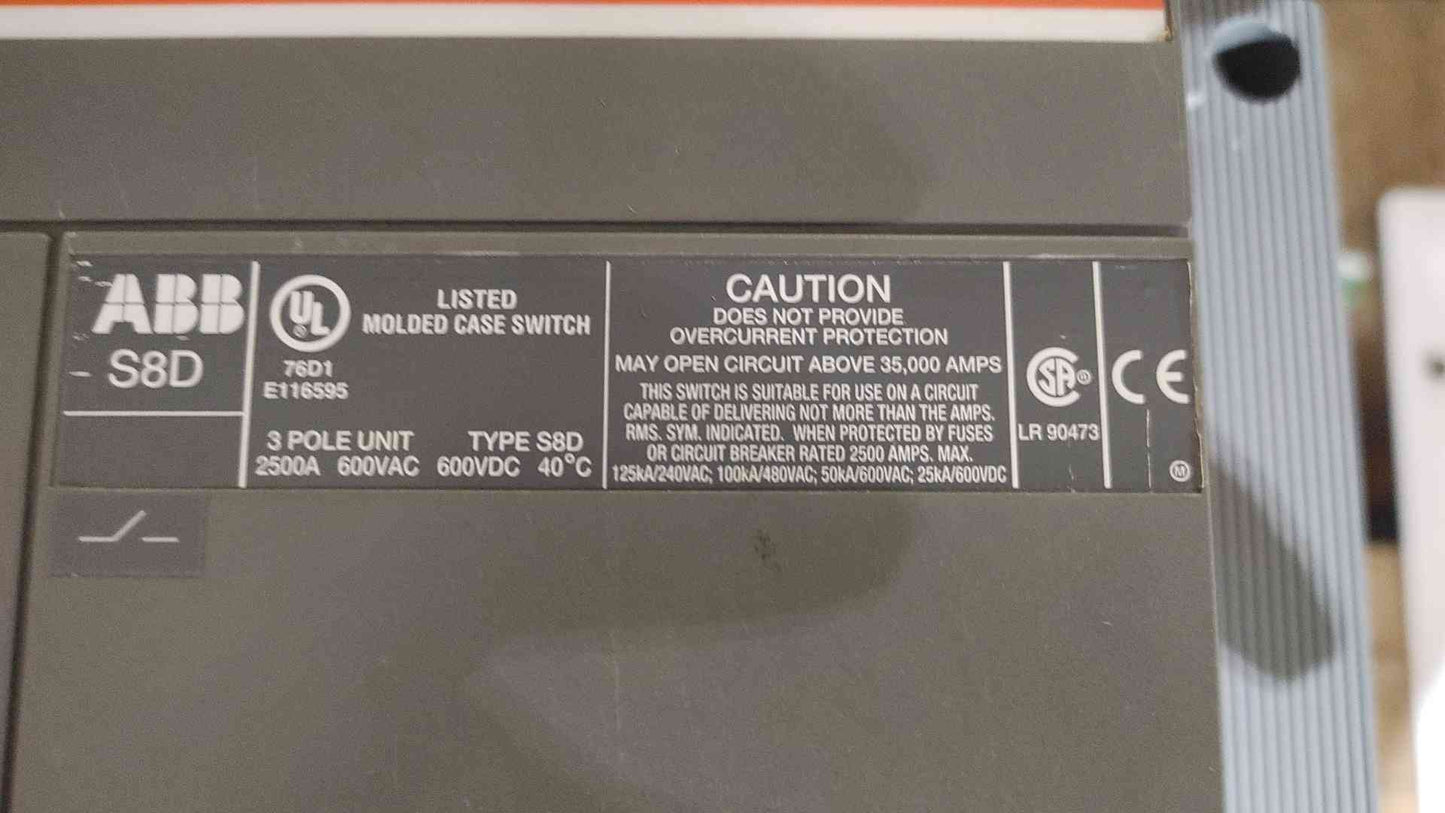 ABB
S8D
UL
®
76D1
E116595
LISTED
MOLDED CASE SWITCH
3 POLE UNIT TYPE S8D
2500A 600VAC 600VDC 40°C
CAUTION
DOES NOT PROVIDE
OVERCURRENT PROTECTION
MAY OPEN CIRCUIT ABOVE 35,000 AMPS
THIS SWITCH IS SUITABLE FOR USE ON A CIRCUIT
CAPABLE OF DELIVERING NOT MORE THAN THE AMPS.
RMS. SYM. INDICATED. WHEN PROTECTED BY FUSES
OR CIRCUIT BREAKER RATED 2500 AMPS. MAX.
125kA/240VAC; 100kA/480VAC; 50kA/600VAC; 25kA/600VDC
SA®
LR 90473
CE
M